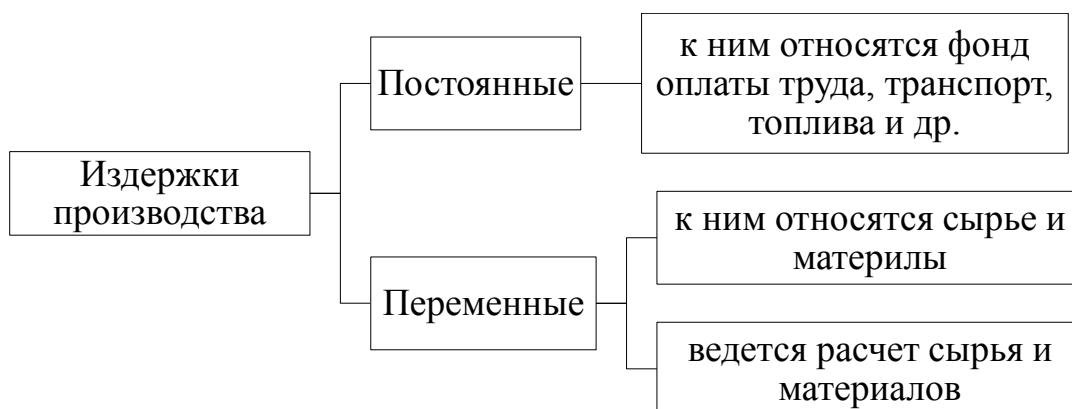 Издержки
производства
Постоянные
к ним относятся фонд
оплаты труда, транспорт,
топлива и др.
Переменные
к ним относятся сырье и
материлы
ведется расчет сырья и
материалов